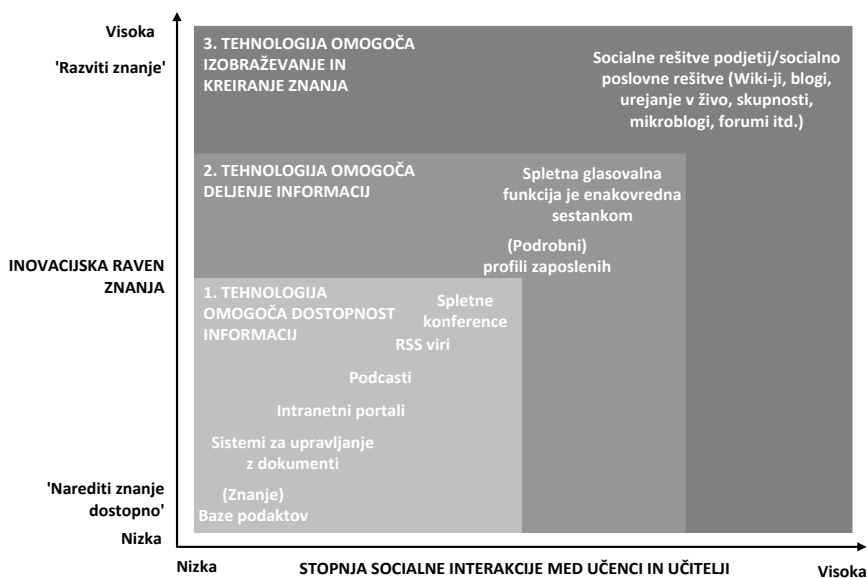 Visoka
'Razviti znanje'
3. TEHNOLOGIJA OMOGOČA
IZOBRAŽEVANJE IN
KREIRANJE ZNANJA
Socialne rešitve podjetij/socialno
poslovne rešitve (Wiki-ji, blogi,
urejanje v živo, skupnosti,
mikroblogi, forumi itd.)
2. TEHNOLOGIJA OMOGOČA
DELJENJE INFORMACIJ
Spletna glasovalna
funkcija je enakovredna
sestankom
(Podrobni)
profili zaposlenih
INOVACIJSKA RAVEN
ZNANJA
1. TEHNOLOGIJA
OMOGOČA DOSTOPNOST
INFORMACIJ
Spletne
konference
RSS viri
Podcasti
Intranetni portali
Sistemi za upravljanje
z dokumenti
(Znanje)
Baze podaktov
'Narediti znanje
dostopno'
Nizka
Nizka
STOPNJA SOCIALNE INTERAKCIJE MED UČENCI IN UČITELJI
Visoka